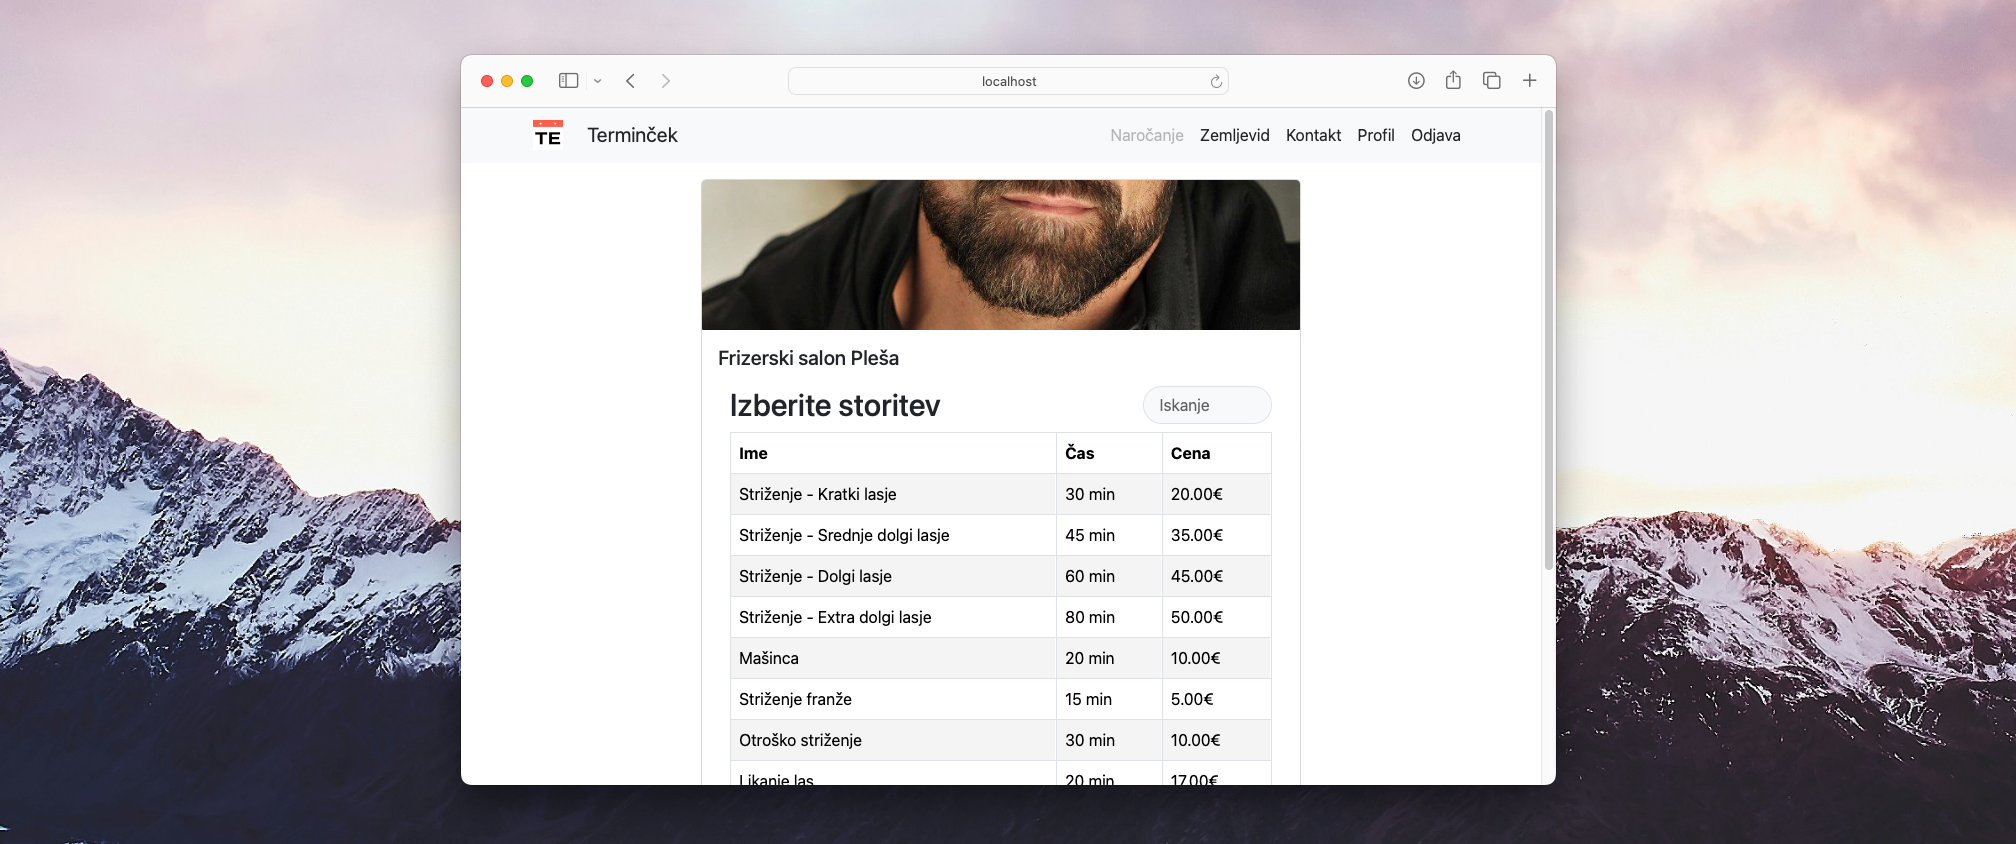 localhost
TE Terminček Naročanje Zemljevid Kontakt Profil Odjava
Frizerski salon Pleša
Izberite storitev Iskanje
Ime Čas Cena
Striženje - Kratki lasje 30 min 20.00€
Striženje - Srednje dolgi lasje 45 min 35.00€
Striženje - Dolgi lasje 60 min 45.00€
Striženje - Extra dolgi lasje 80 min 50.00€
Mašinca 20 min 10.00€
Striženje franže 15 min 5.00€
Otroško striženje 30 min 10.00€
Likanje las 20 min 17.00€